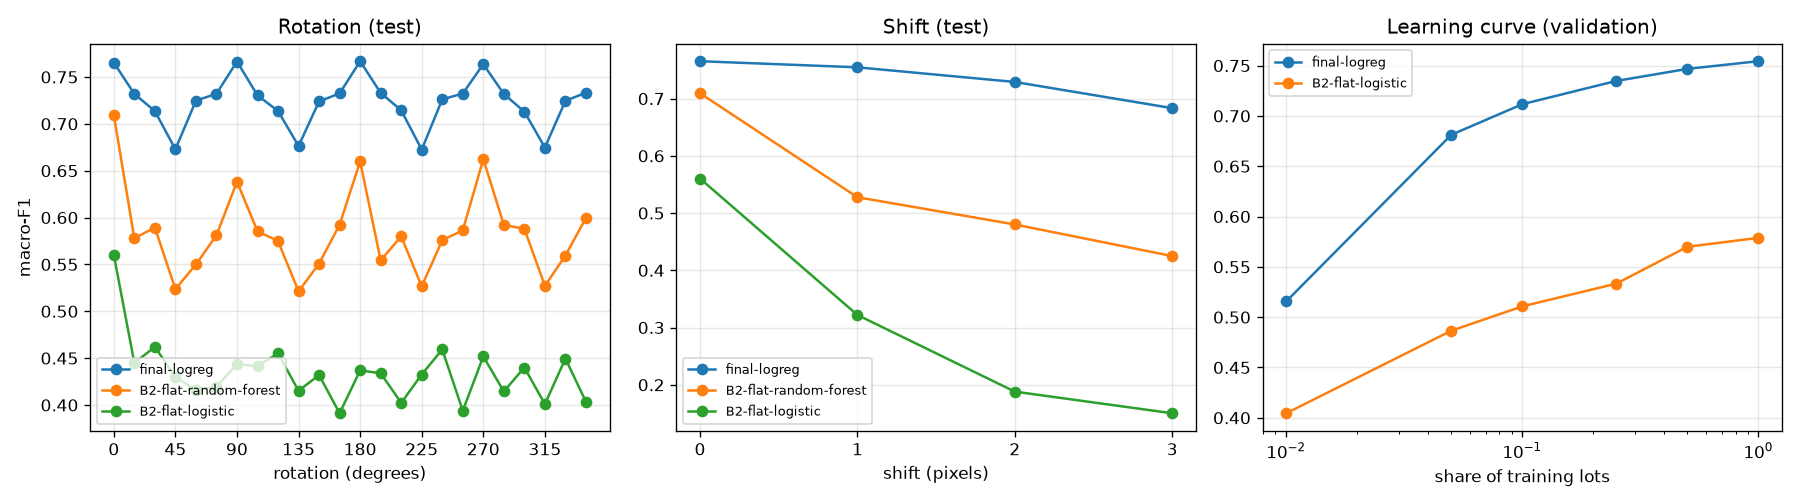 Rotation (test)
macro-F1
0.75
0.70
0.65
0.60
0.55
0.50
0.45
0.40
final-logreg
B2-flat-random-forest
B2-flat-logistic
0 45 90 135 180 225 270 315
rotation (degrees)
Shift (test)
0.7
0.6
0.5
0.4
0.3
0.2
final-logreg
B2-flat-random-forest
B2-flat-logistic
0 1 2 3
shift (pixels)
Learning curve (validation)
final-logreg
B2-flat-logistic
0.75
0.70
0.65
0.60
0.55
0.50
0.45
0.40
10⁻² 10⁻¹ 10⁰
share of training lots